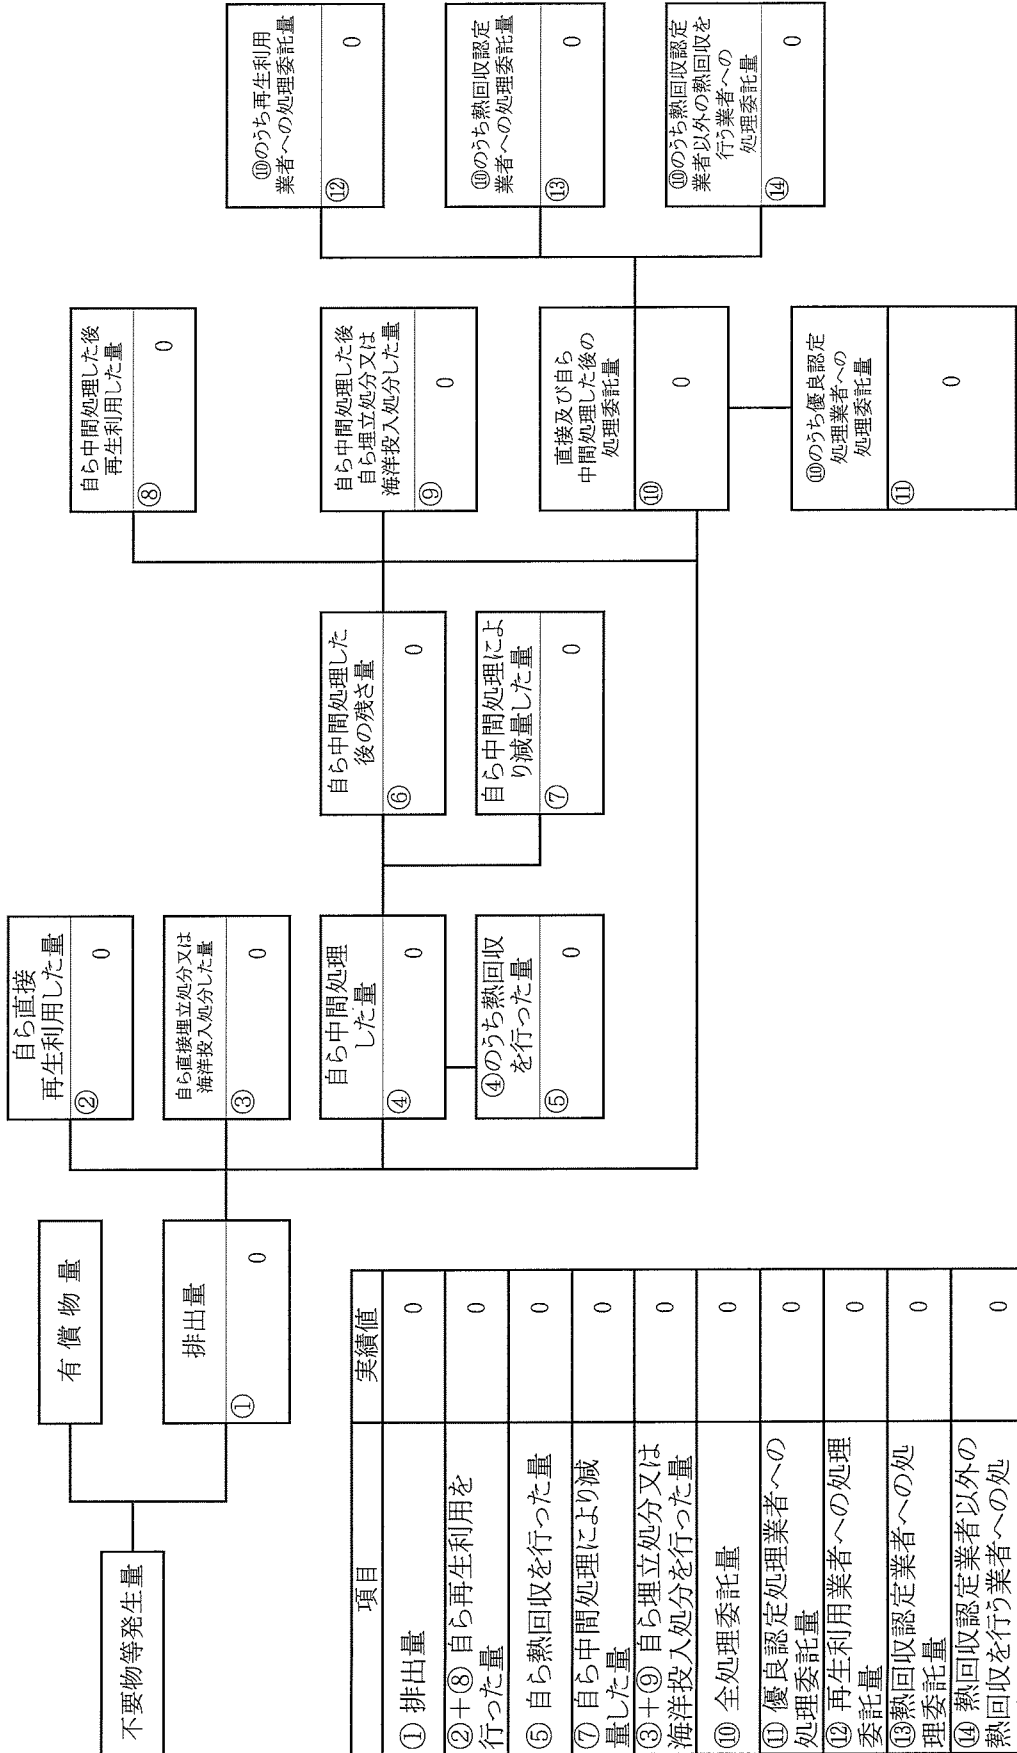 不要物等発生量
有 償 物 量
排出量
①
0
自ら直接
再生利用した量
②
0
自ら直接埋立処分又は
海洋投入処分した量
③
0
自ら中間処理
した量
④
0
④のうち熱回収
を行った量
⑤
0
自ら中間処理した
後の残さ量
⑥
0
自ら中間処理によ
り減量した量
⑦
0
自ら中間処理した後
再生利用した量
⑧
0
自ら中間処理した後
自ら埋立処分又は
海洋投入処分した量
⑨
0
直接及び自ら
中間処理した後の
処理委託量
⑩
0
⑩のうち優良認定
処理業者への
処理委託量
⑪
0
⑩のうち再生利用
業者への処理委託量
⑫
0
⑩のうち熱回収認定
業者への処理委託量
⑬
0
⑩のうち熱回収認定
業者以外の熱回収を
行う業者への
処理委託量
⑭
0
項目 実績値
① 排出量 0
②+⑧ 自ら再生利用を
行った量 0
⑤ 自ら熱回収を行った量 0
⑦ 自ら中間処理により減
量した量 0
③+⑨ 自ら埋立処分又は
海洋投入処分を行った量 0
⑩ 全処理委託量 0
⑪ 優良認定処理業者への
処理委託量 0
⑫ 再生利用業者への処理
委託量 0
⑬熱回収認定業者への処
理委託量 0
⑭ 熱回収認定業者以外の
熱回収を行う業者への処 0